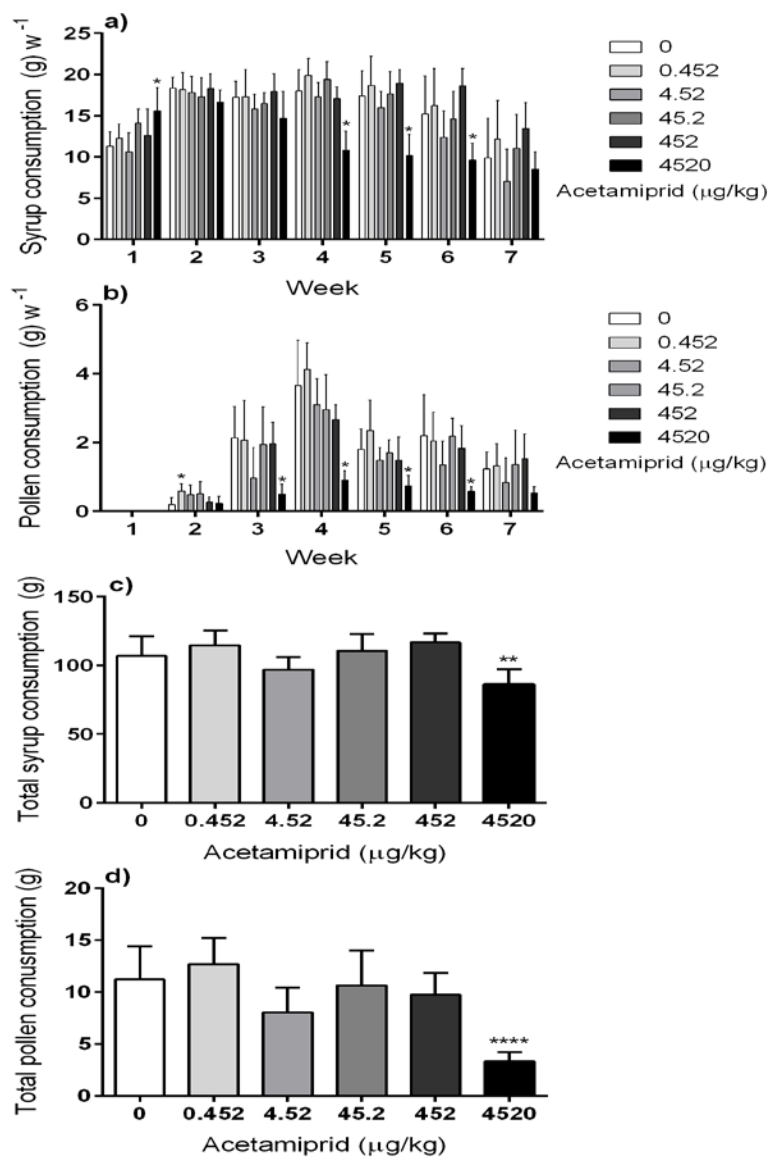 a)
Syrup consumption (g) w⁻¹
25
20
15
10
5
0
*
*
*
*
1 2 3 4 5 6 7
Week
0
0.452
4.52
45.2
452
4520
Acetamiprid (μg/kg)
b)
Pollen consumption (g) w⁻¹
6
4
2
0
*
*
*
*
*
1 2 3 4 5 6 7
Week
0
0.452
4.52
45.2
452
4520
Acetamiprid (μg/kg)
c)
Total syrup consumption (g)
150
100
50
0
**
0 0.452 4.52 45.2 452 4520
Acetamiprid (μg/kg)
d)
Total pollen conusmption (g)
20
15
10
5
0
****
0 0.452 4.52 45.2 452 4520
Acetamiprid (μg/kg)